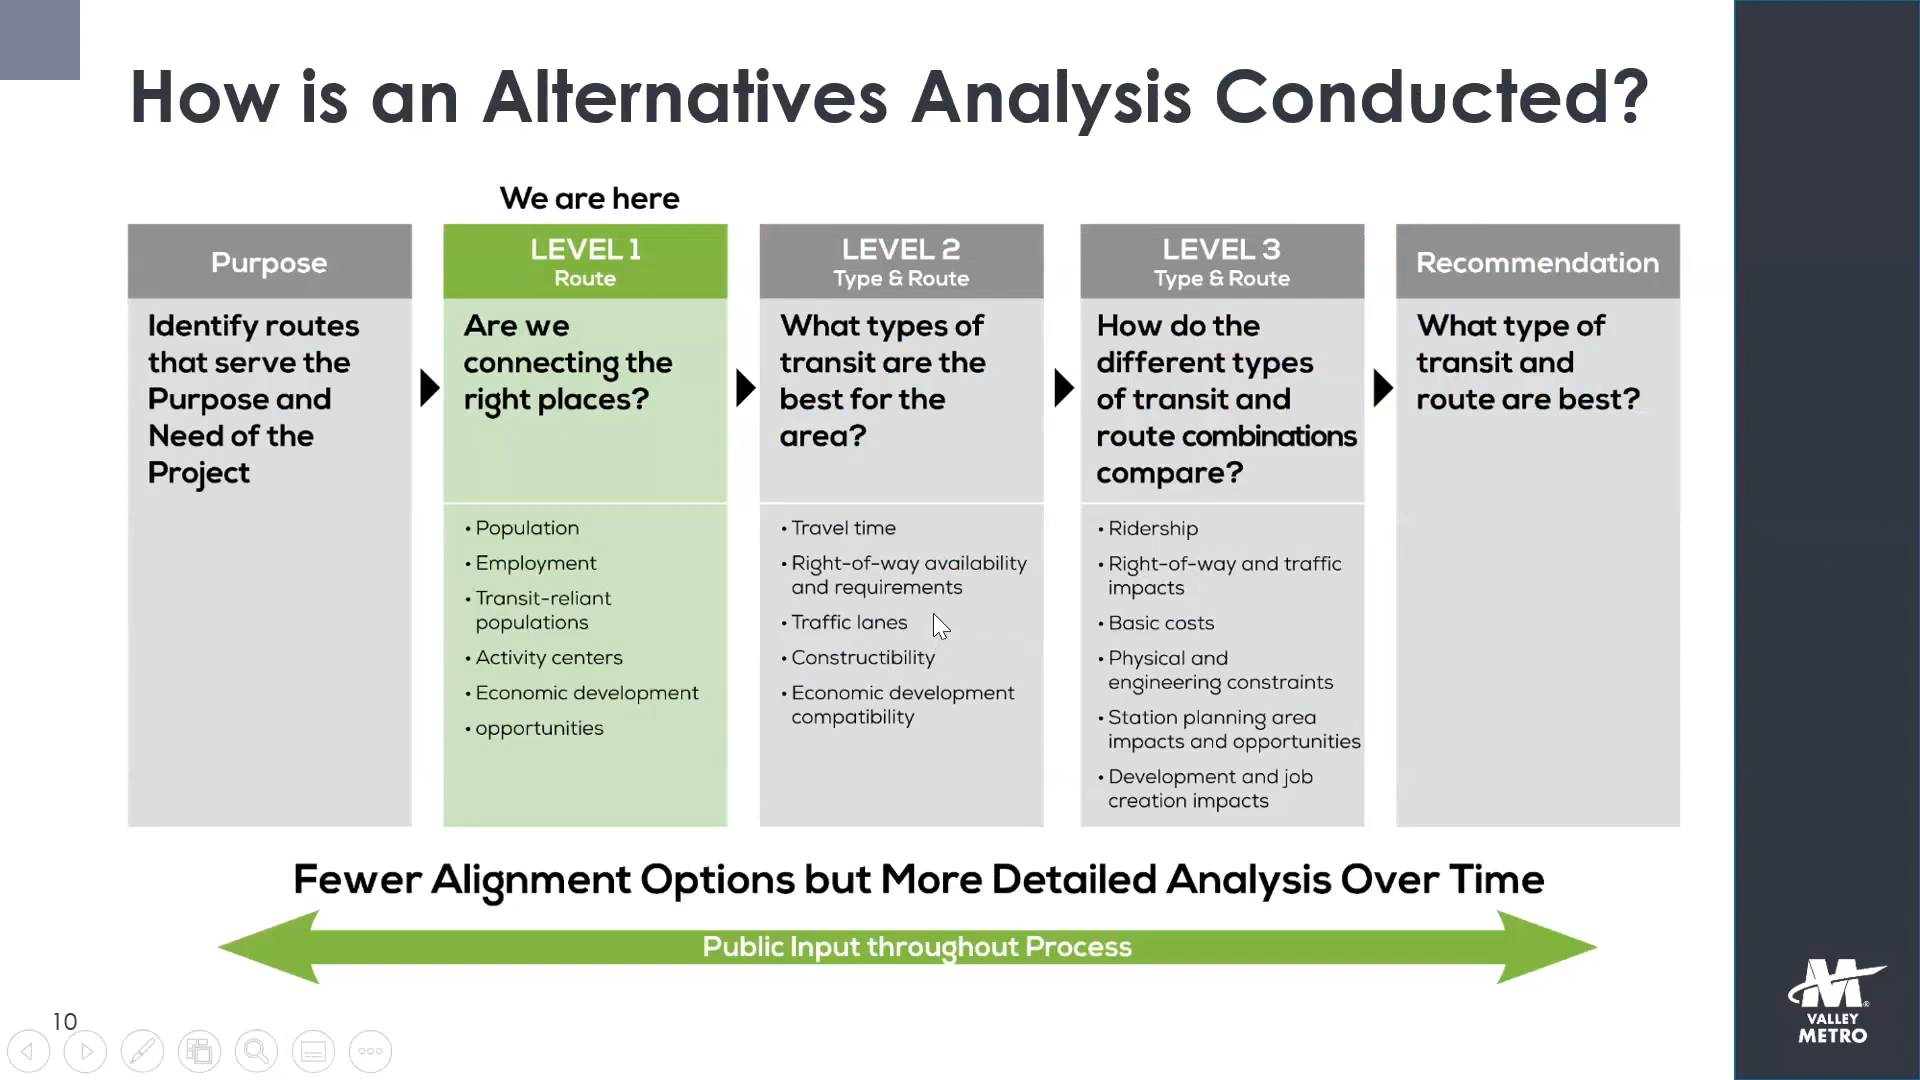 How is an Alternatives Analysis Conducted?
We are here
Purpose
Identify routes
that serve the
Purpose and
Need of the
Project
LEVEL 1
Route
Are we
connecting the
right places?
• Population
• Employment
• Transit-reliant
populations
• Activity centers
• Economic development
• opportunities
LEVEL 2
Type & Route
What types of
transit are the
best for the
area?
• Travel time
• Right-of-way availability
and requirements
• Traffic lanes
• Constructibility
• Economic development
compatibility
LEVEL 3
Type & Route
How do the
different types
of transit and
route combinations
compare?
• Ridership
• Right-of-way and traffic
impacts
• Basic costs
• Physical and
engineering constraints
• Station planning area
impacts and opportunities
• Development and job
creation impacts
Recommendation
What type of
transit and
route are best?
Fewer Alignment Options but More Detailed Analysis Over Time
Public Input throughout Process
10
VALLEY
METRO